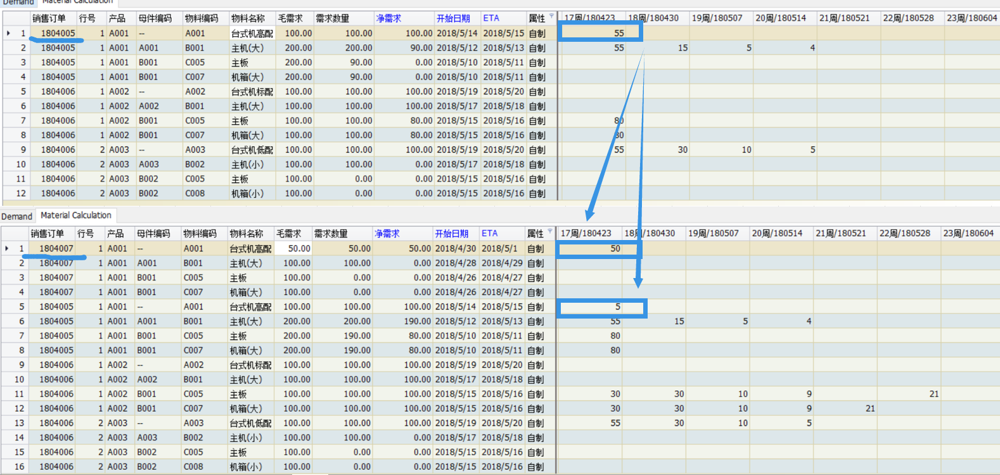 Demand Material Calculation
销售订单 行号 产品 母件编码 物料编码 物料名称 毛需求 需求数量 净需求 开始日期 ETA 属性 17周/180423 18周/180430 19周/180507 20周/180514 21周/180521 22周/180528 23周/180604
1 1804005 1 A001 -- A001 台式机高配 100.00 100.00 100.00 2018/5/14 2018/5/15 自制 55
2 1804005 1 A001 A001 B001 主机(大) 200.00 200.00 90.00 2018/5/12 2018/5/13 自制 55 15 5 4
3 1804005 1 A001 B001 C005 主板 200.00 90.00 0.00 2018/5/10 2018/5/11 自制
4 1804005 1 A001 B001 C007 机箱(大) 200.00 90.00 0.00 2018/5/10 2018/5/11 自制
5 1804006 1 A002 -- A002 台式机标配 100.00 100.00 100.00 2018/5/19 2018/5/20 自制
6 1804006 1 A002 A002 B001 主机(大) 100.00 100.00 100.00 2018/5/17 2018/5/18 自制
7 1804006 1 A002 B001 C005 主板 100.00 100.00 80.00 2018/5/15 2018/5/16 自制 80
8 1804006 1 A002 B001 C007 机箱(大) 100.00 100.00 80.00 2018/5/15 2018/5/16 自制 80
9 1804006 2 A003 -- A003 台式机低配 100.00 100.00 100.00 2018/5/19 2018/5/20 自制 55 30 10 5
10 1804006 2 A003 A003 B002 主机(小) 100.00 100.00 0.00 2018/5/17 2018/5/18 自制
11 1804006 2 A003 B002 C005 主板 100.00 0.00 0.00 2018/5/15 2018/5/16 自制
12 1804006 2 A003 B002 C008 机箱(小) 100.00 0.00 0.00 2018/5/15 2018/5/16 自制
Demand Material Calculation
销售订单 行号 产品 母件编码 物料编码 物料名称 毛需求 需求数量 净需求 开始日期 ETA 属性 17周/180423 18周/180430 19周/180507 20周/180514 21周/180521 22周/180528 23周/180604
1 1804007 1 A001 -- A001 台式机高配 50.00 50.00 50.00 2018/4/30 2018/5/1 自制 50
2 1804007 1 A001 A001 B001 主机(大) 100.00 100.00 0.00 2018/4/28 2018/4/29 自制
3 1804007 1 A001 B001 C005 主板 100.00 0.00 0.00 2018/4/26 2018/4/27 自制
4 1804007 1 A001 B001 C007 机箱(大) 100.00 0.00 0.00 2018/4/26 2018/4/27 自制
5 1804005 1 A001 -- A001 台式机高配 100.00 100.00 100.00 2018/5/14 2018/5/15 自制 5
6 1804005 1 A001 A001 B001 主机(大) 200.00 200.00 190.00 2018/5/12 2018/5/13 自制 55 15 5 4
7 1804005 1 A001 B001 C005 主板 200.00 190.00 80.00 2018/5/10 2018/5/11 自制 80
8 1804005 1 A001 B001 C007 机箱(大) 200.00 190.00 80.00 2018/5/10 2018/5/11 自制 80
9 1804006 1 A002 -- A002 台式机标配 100.00 100.00 100.00 2018/5/19 2018/5/20 自制
10 1804006 1 A002 A002 B001 主机(大) 100.00 100.00 100.00 2018/5/17 2018/5/18 自制
11 1804006 1 A002 B001 C005 主板 100.00 100.00 100.00 2018/5/15 2018/5/16 自制 30 30 10 9 21
12 1804006 1 A002 B001 C007 机箱(大) 100.00 100.00 100.00 2018/5/15 2018/5/16 自制 30 30 10 9 21
13 1804006 2 A003 -- A003 台式机低配 100.00 100.00 100.00 2018/5/19 2018/5/20 自制 55 30 10 5
14 1804006 2 A003 A003 B002 主机(小) 100.00 100.00 0.00 2018/5/17 2018/5/18 自制
15 1804006 2 A003 B002 C005 主板 100.00 0.00 0.00 2018/5/15 2018/5/16 自制
16 1804006 2 A003 B002 C008 机箱(小) 100.00 0.00 0.00 2018/5/15 2018/5/16 自制